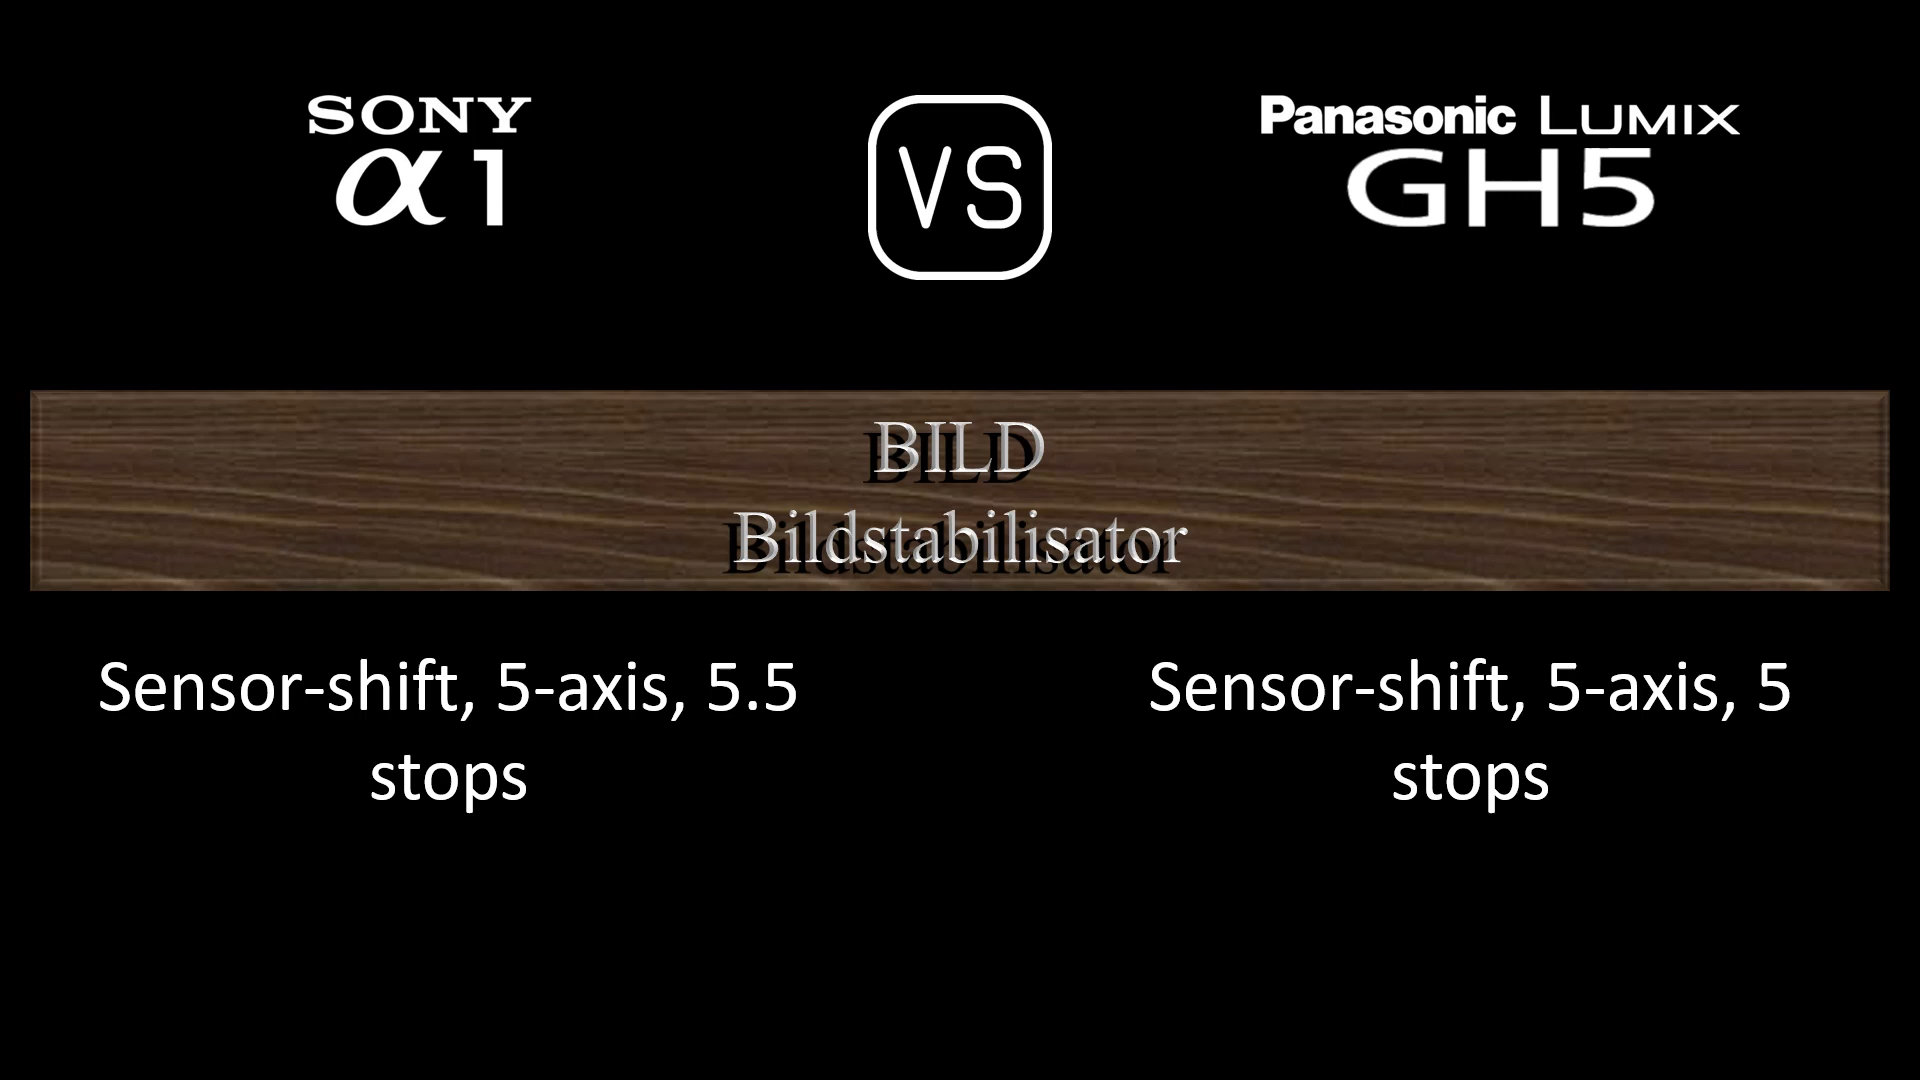 SONY
α1
VS
Panasonic LUMIX
GH5
BILD
Bildstabilisator
Sensor-shift, 5-axis, 5.5
stops
Sensor-shift, 5-axis, 5
stops